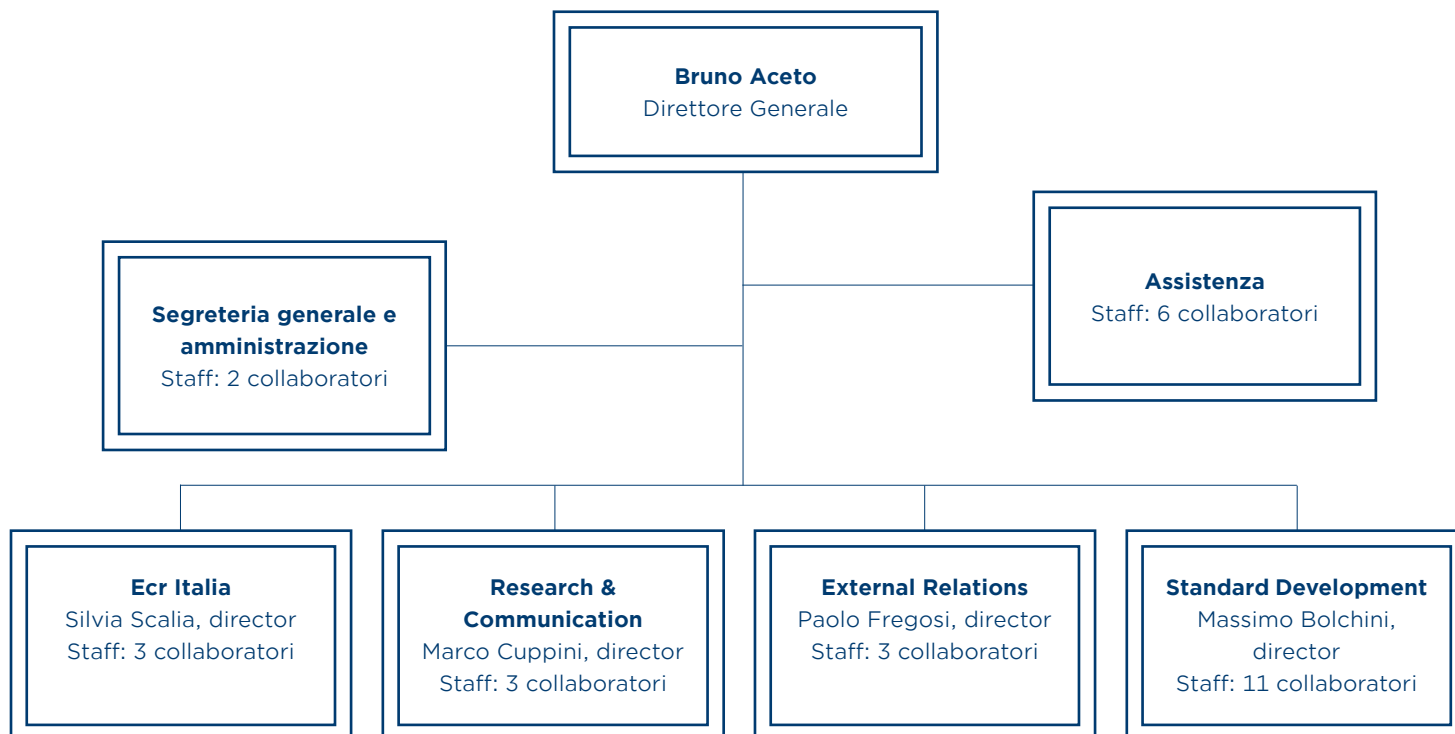 Bruno Aceto
Direttore Generale
Assistenza
Staff: 6 collaboratori
Segreteria generale e
amministrazione
Staff: 2 collaboratori
Ecr Italia
Silvia Scalia, director
Staff: 3 collaboratori
Research &
Communication
Marco Cuppini, director
Staff: 3 collaboratori
External Relations
Paolo Fregosi, director
Staff: 3 collaboratori
Standard Development
Massimo Bolchini,
director
Staff: 11 collaboratori